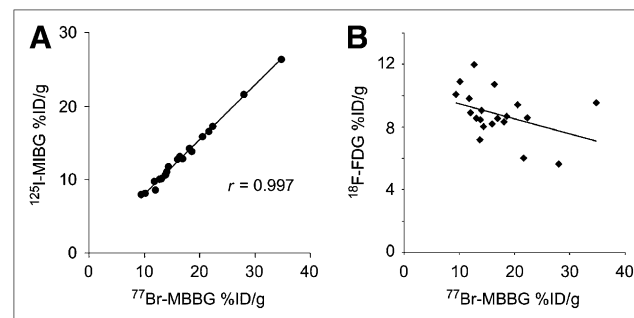 A
B
30
20
10
0
¹²⁵I-MIBG %ID/g
r = 0.997
0 10 20 30 40
⁷⁷Br-MBBG %ID/g
16
12
8
4
0
¹⁸F-FDG %ID/g
0 10 20 30 40
⁷⁷Br-MBBG %ID/g